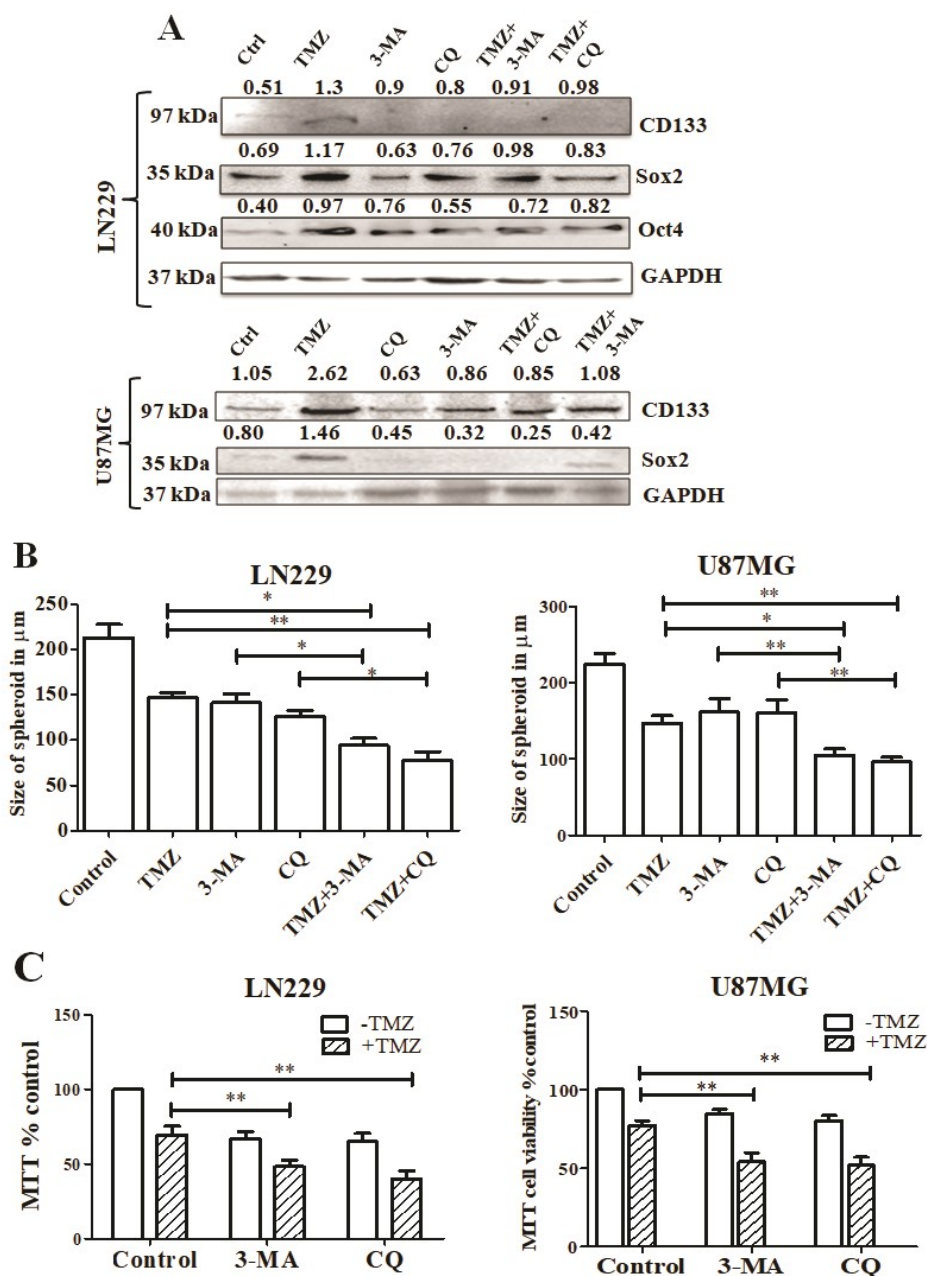 A
Ctrl TMZ 3-MA CQ TMZ+ 3-MA TMZ+ CQ
0.51 1.3 0.9 0.8 0.91 0.98
97 kDa CD133
0.69 1.17 0.63 0.76 0.98 0.83
35 kDa Sox2
LN229
0.40 0.97 0.76 0.55 0.72 0.82
40 kDa Oct4
37 kDa GAPDH
Ctrl TMZ CQ 3-MA TMZ+ CQ TMZ+ 3-MA
1.05 2.62 0.63 0.86 0.85 1.08
97 kDa CD133
U87MG
0.80 1.46 0.45 0.32 0.25 0.42
35 kDa Sox2
37 kDa GAPDH
B
LN229
Size of spheroid in μm
250
200
150
100
50
0
*
**
*
*
Control TMZ 3-MA CQ TMZ+3-MA TMZ+CQ
U87MG
Size of spheroid in μm
300
200
100
0
**
*
**
**
Control TMZ 3-MA CQ TMZ+3-MA TMZ+CQ
C
LN229
MTT % control
150
100
50
0
-TMZ
+TMZ
**
**
Control 3-MA CQ
U87MG
MTT cell viability %control
150
100
50
0
-TMZ
+TMZ
**
**
Control 3-MA CQ